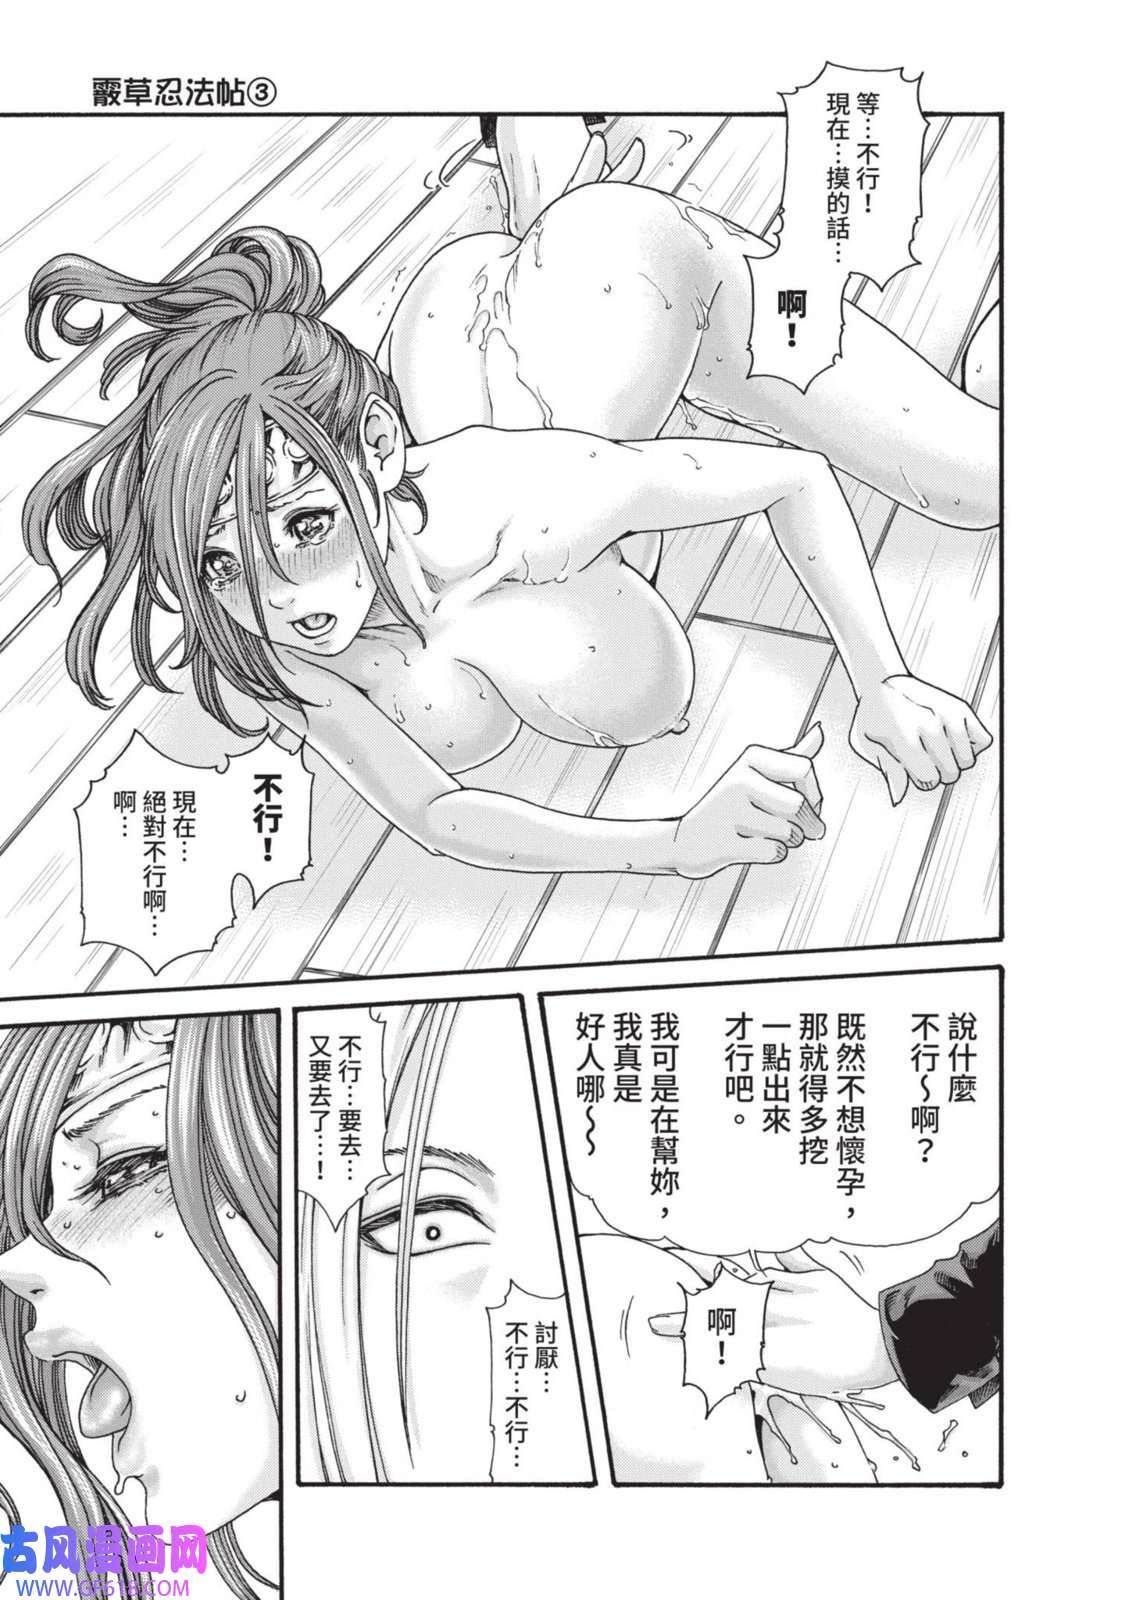 霞草忍法帖③
等…不行！
現在…摸的話…
啊！
不行！
現在…
絕對不行啊…
啊…
說什麼
不行～啊？
既然不想懷孕，
那就得多挖
一點出來
才行吧。
我可是在幫妳，
我真是
好人哪～～
啊！
不行…要去…
又要去了…！
討厭…
不行…不行…
古风漫画网
WWW.GF618.COM